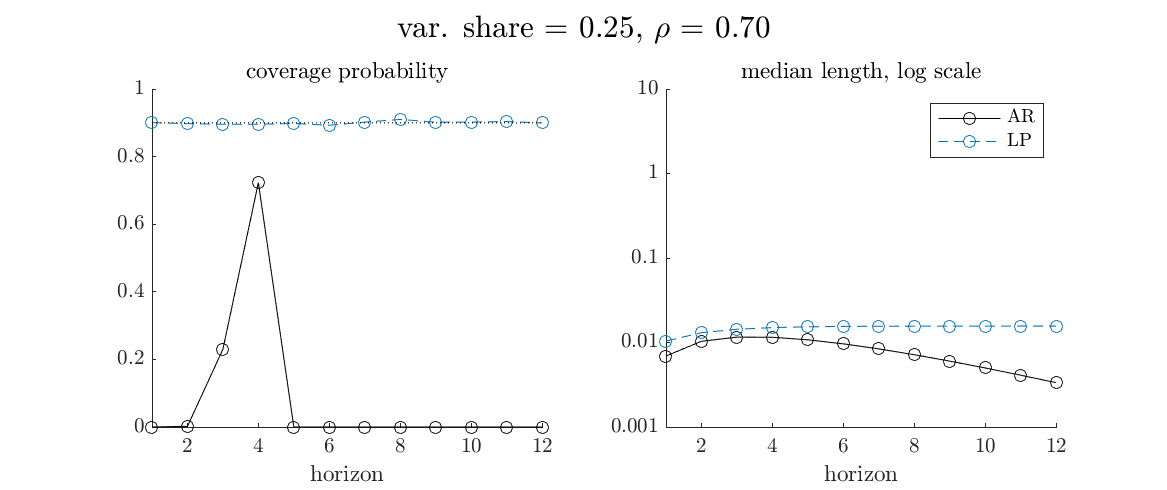 var. share = 0.25, ρ = 0.70
coverage probability
1
0.8
0.6
0.4
0.2
0
2 4 6 8 10 12
horizon
median length, log scale
10
1
0.1
0.01
0.001
AR
LP
2 4 6 8 10 12
horizon